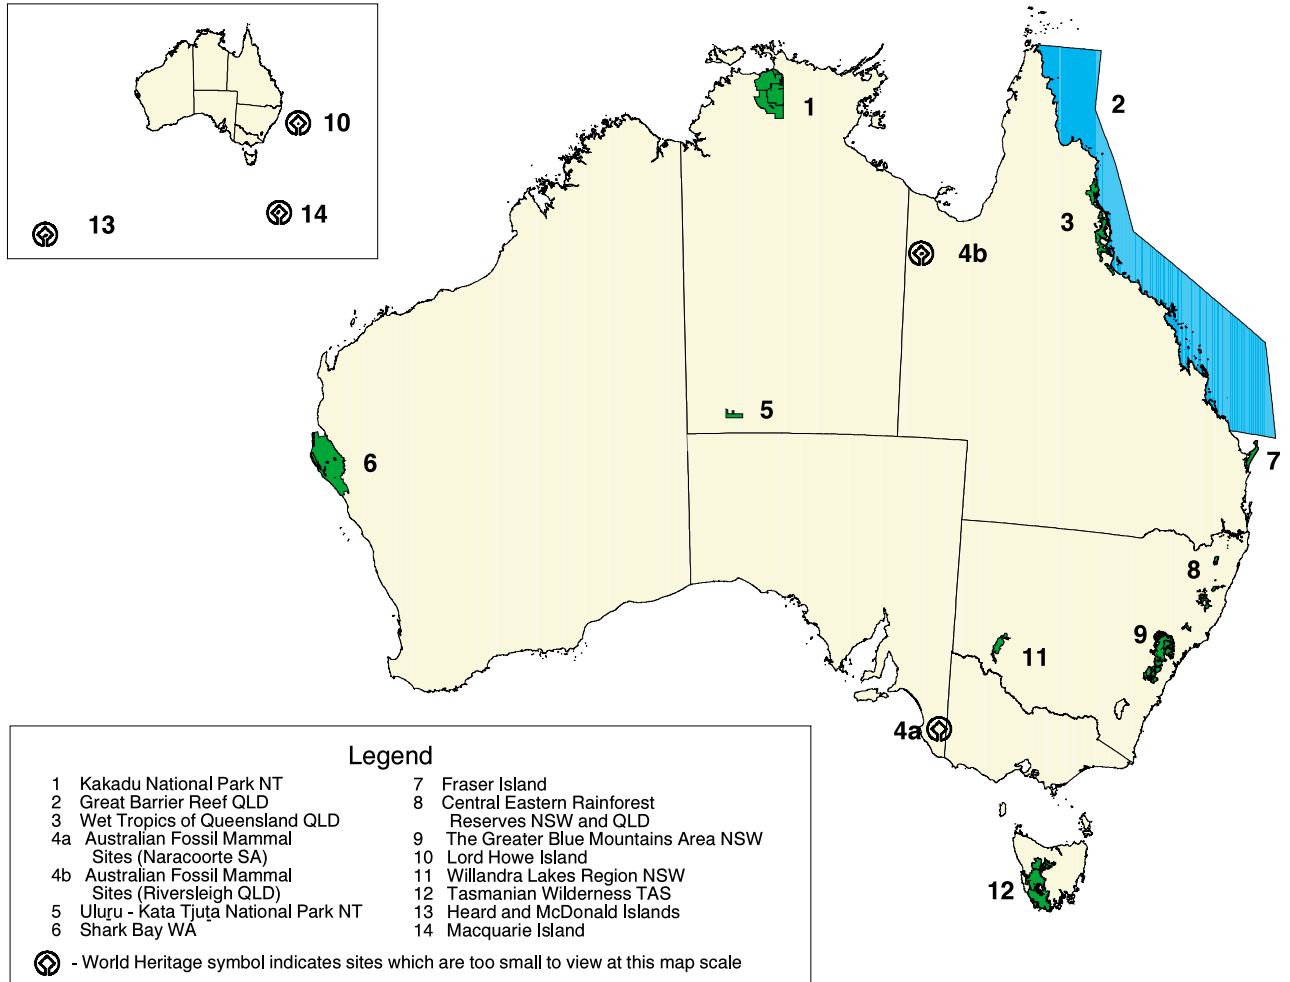 10
13
14
1
2
3
4b
5
6
7
8
9
11
4a
12
Legend
1 Kakadu National Park NT
2 Great Barrier Reef QLD
3 Wet Tropics of Queensland QLD
4a Australian Fossil Mammal
Sites (Naracoorte SA)
4b Australian Fossil Mammal
Sites (Riversleigh QLD)
5 Uluṟu - Kata Tjuṯa National Park NT
6 Shark Bay WA
7 Fraser Island
8 Central Eastern Rainforest
Reserves NSW and QLD
9 The Greater Blue Mountains Area NSW
10 Lord Howe Island
11 Willandra Lakes Region NSW
12 Tasmanian Wilderness TAS
13 Heard and McDonald Islands
14 Macquarie Island
- World Heritage symbol indicates sites which are too small to view at this map scale